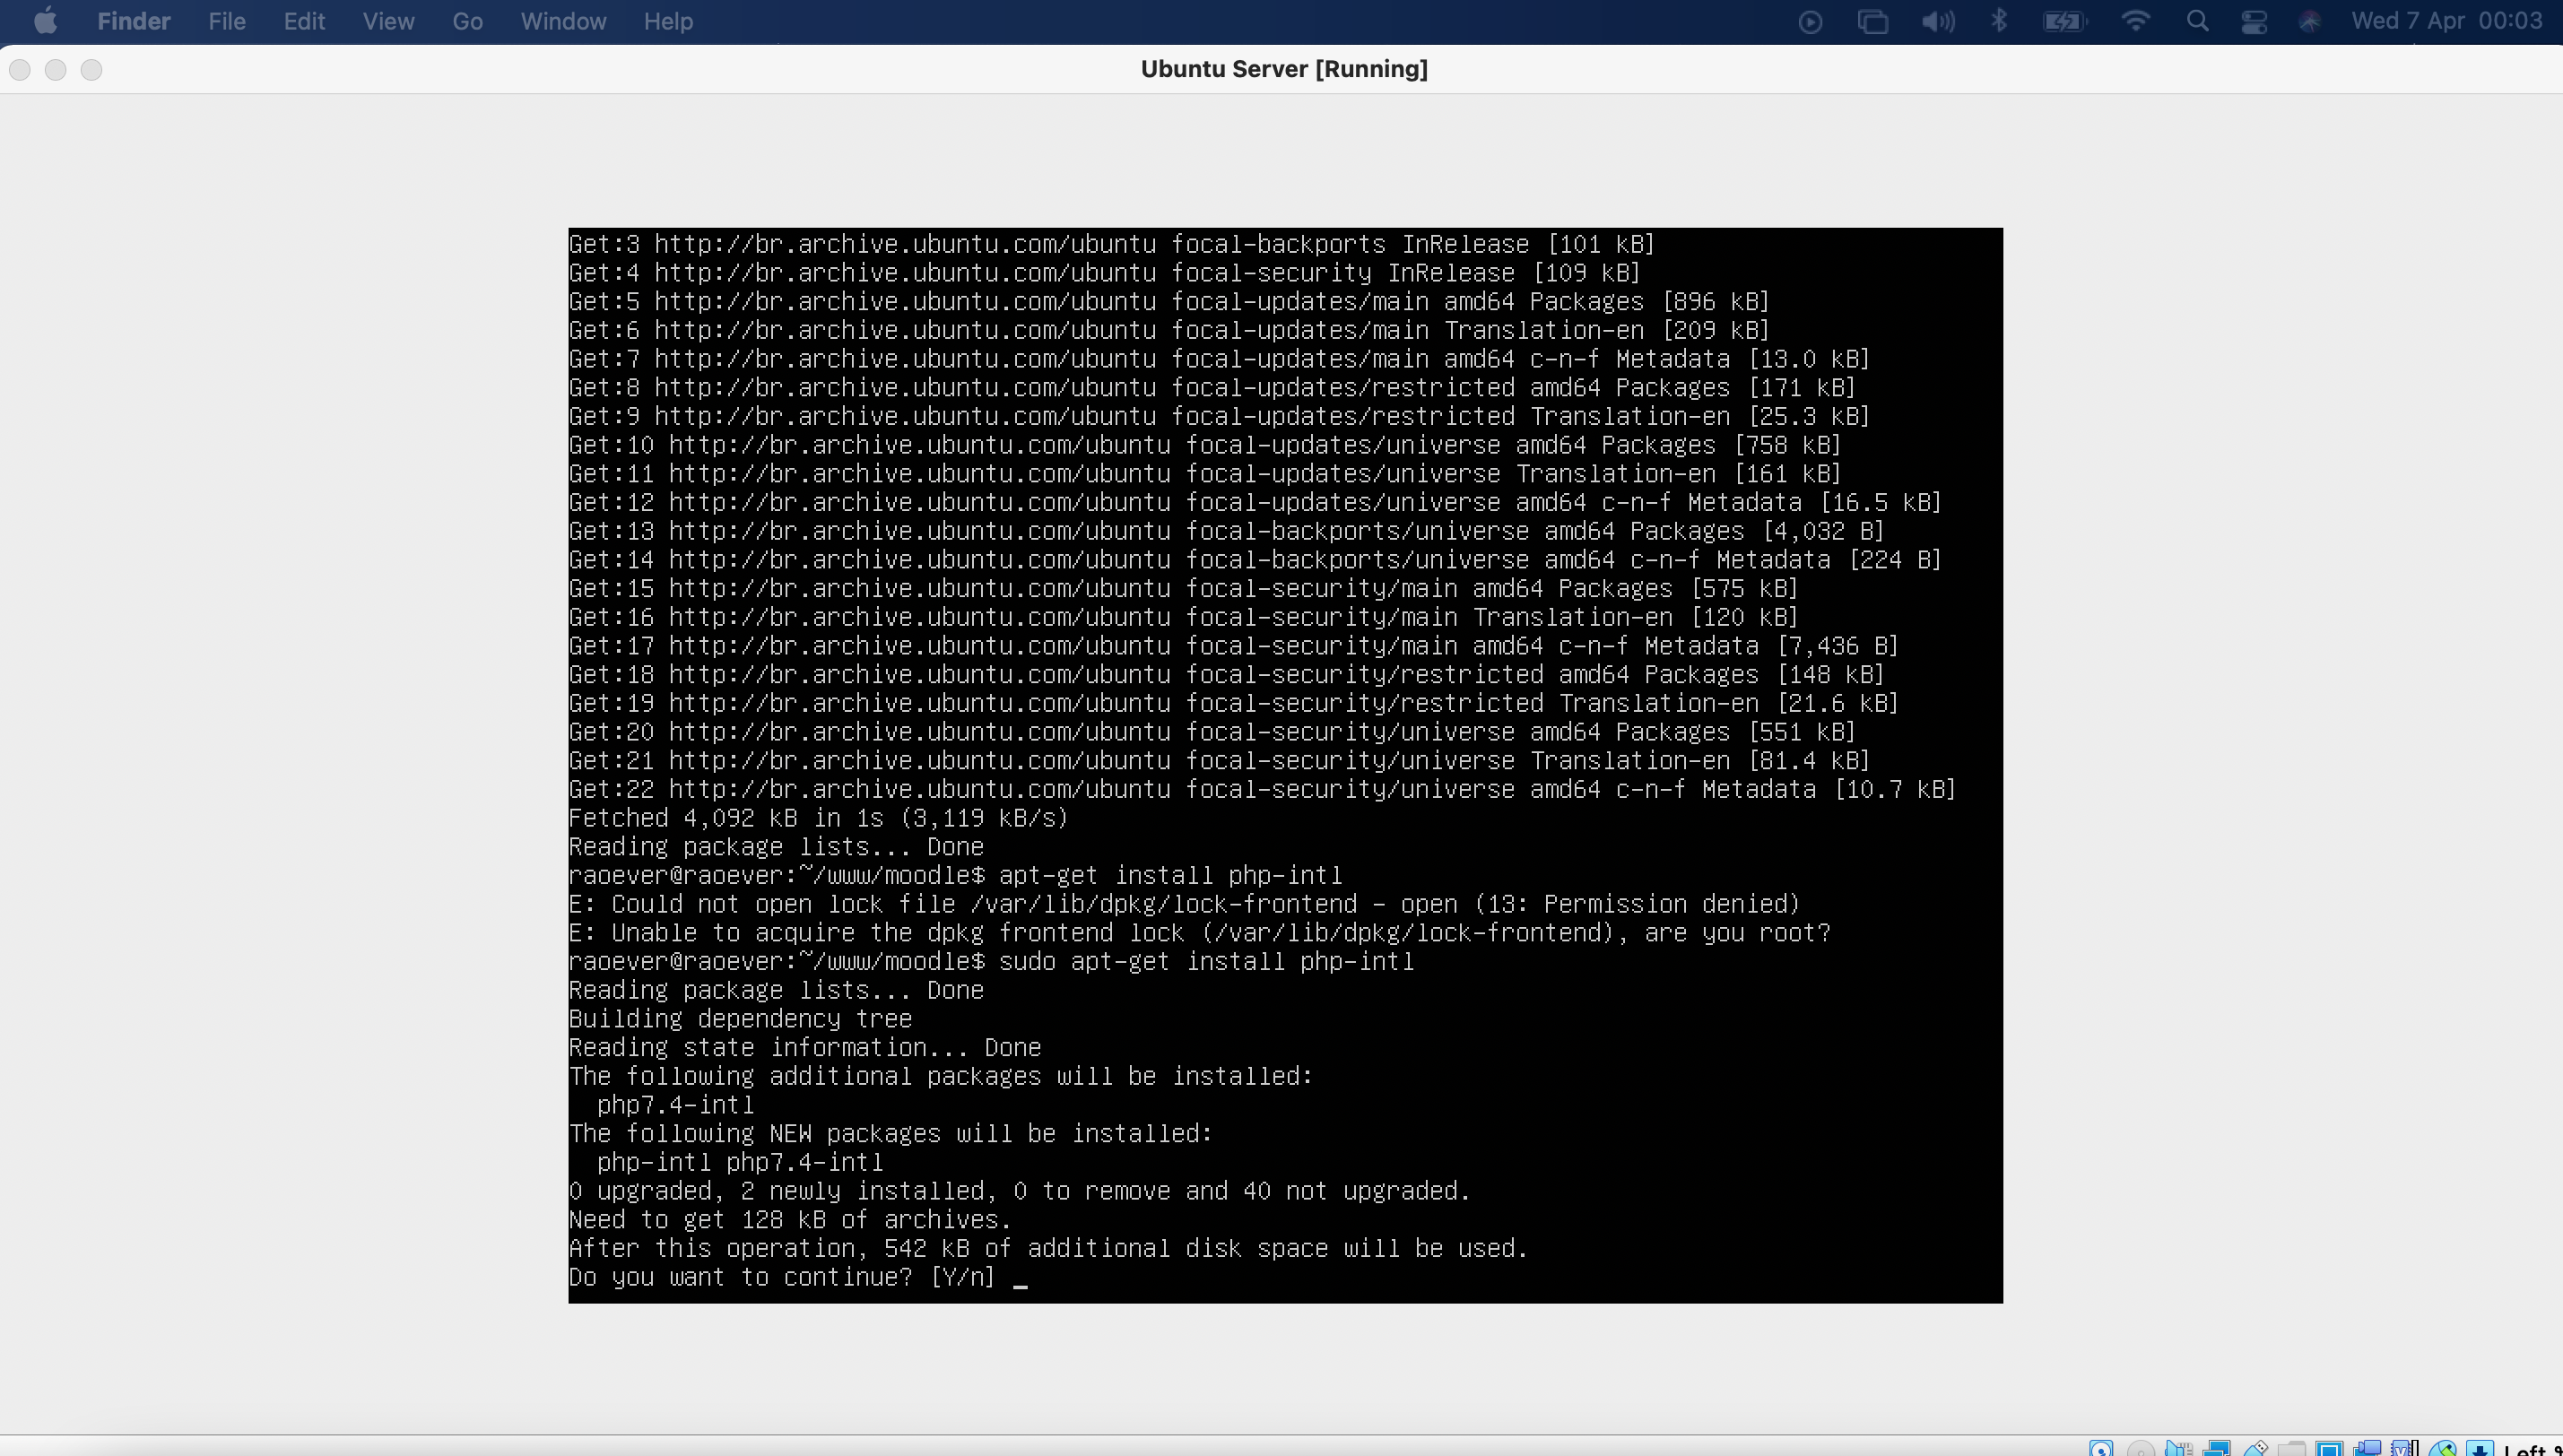 Finder File Edit View Go Window Help Wed 7 Apr 00:03
Ubuntu Server [Running]
Get:3 http://br.archive.ubuntu.com/ubuntu focal-backports InRelease [101 kB]
Get:4 http://br.archive.ubuntu.com/ubuntu focal-security InRelease [109 kB]
Get:5 http://br.archive.ubuntu.com/ubuntu focal-updates/main amd64 Packages [896 kB]
Get:6 http://br.archive.ubuntu.com/ubuntu focal-updates/main Translation-en [209 kB]
Get:7 http://br.archive.ubuntu.com/ubuntu focal-updates/main amd64 c-n-f Metadata [13.0 kB]
Get:8 http://br.archive.ubuntu.com/ubuntu focal-updates/restricted amd64 Packages [171 kB]
Get:9 http://br.archive.ubuntu.com/ubuntu focal-updates/restricted Translation-en [25.3 kB]
Get:10 http://br.archive.ubuntu.com/ubuntu focal-updates/universe amd64 Packages [758 kB]
Get:11 http://br.archive.ubuntu.com/ubuntu focal-updates/universe Translation-en [161 kB]
Get:12 http://br.archive.ubuntu.com/ubuntu focal-updates/universe amd64 c-n-f Metadata [16.5 kB]
Get:13 http://br.archive.ubuntu.com/ubuntu focal-backports/universe amd64 Packages [4,032 B]
Get:14 http://br.archive.ubuntu.com/ubuntu focal-backports/universe amd64 c-n-f Metadata [224 B]
Get:15 http://br.archive.ubuntu.com/ubuntu focal-security/main amd64 Packages [575 kB]
Get:16 http://br.archive.ubuntu.com/ubuntu focal-security/main Translation-en [120 kB]
Get:17 http://br.archive.ubuntu.com/ubuntu focal-security/main amd64 c-n-f Metadata [7,436 B]
Get:18 http://br.archive.ubuntu.com/ubuntu focal-security/restricted amd64 Packages [148 kB]
Get:19 http://br.archive.ubuntu.com/ubuntu focal-security/restricted Translation-en [21.6 kB]
Get:20 http://br.archive.ubuntu.com/ubuntu focal-security/universe amd64 Packages [551 kB]
Get:21 http://br.archive.ubuntu.com/ubuntu focal-security/universe Translation-en [81.4 kB]
Get:22 http://br.archive.ubuntu.com/ubuntu focal-security/universe amd64 c-n-f Metadata [10.7 kB]
Fetched 4,092 kB in 1s (3,119 kB/s)
Reading package lists... Done
raoever@raoever:~/www/moodle$ apt-get install php-intl
E: Could not open lock file /var/lib/dpkg/lock-frontend - open (13: Permission denied)
E: Unable to acquire the dpkg frontend lock (/var/lib/dpkg/lock-frontend), are you root?
raoever@raoever:~/www/moodle$ sudo apt-get install php-intl
Reading package lists... Done
Building dependency tree
Reading state information... Done
The following additional packages will be installed:
  php7.4-intl
The following NEW packages will be installed:
  php-intl php7.4-intl
0 upgraded, 2 newly installed, 0 to remove and 40 not upgraded.
Need to get 128 kB of archives.
After this operation, 542 kB of additional disk space will be used.
Do you want to continue? [Y/n] _
Left